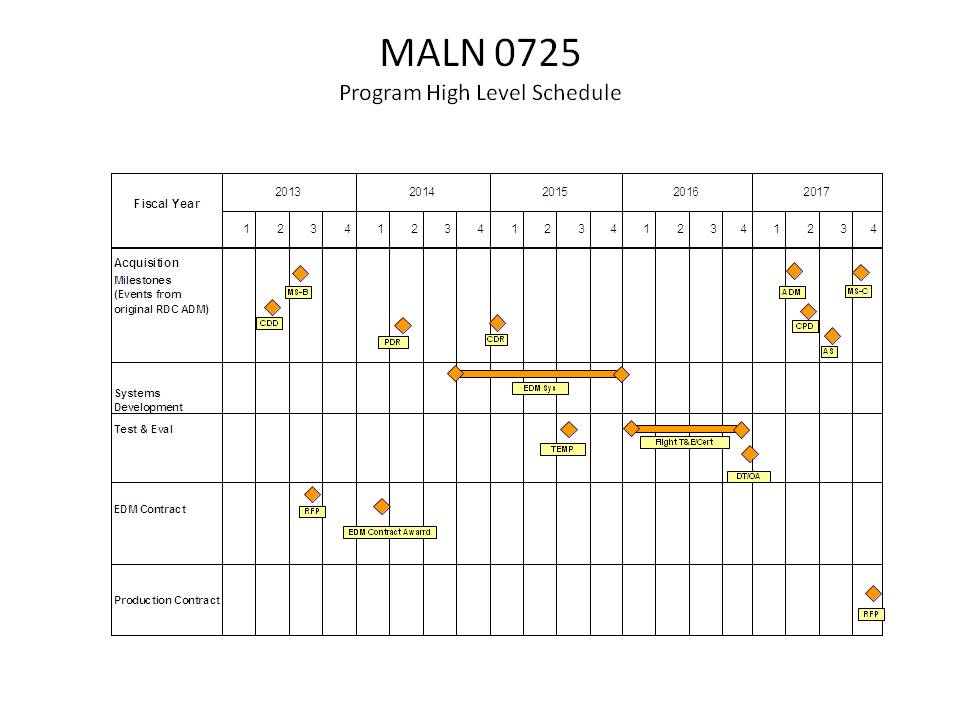 MALN 0725
Program High Level Schedule
Fiscal Year
2013
2014
2015
2016
2017
1 2 3 4 1 2 3 4 1 2 3 4 1 2 3 4 1 2 3 4
Acquisition
Milestones
(Events from
original RDC ADM)
MS-B
CDD
PDR
CDR
ADM
MS-C
CPD
AS
Systems
Development
EDM Sys
Test & Eval
TEMP
Flight T&E/Cert
DT/OA
EDM Contract
RFP
EDM Contract Awarrd
Production Contract
RFP